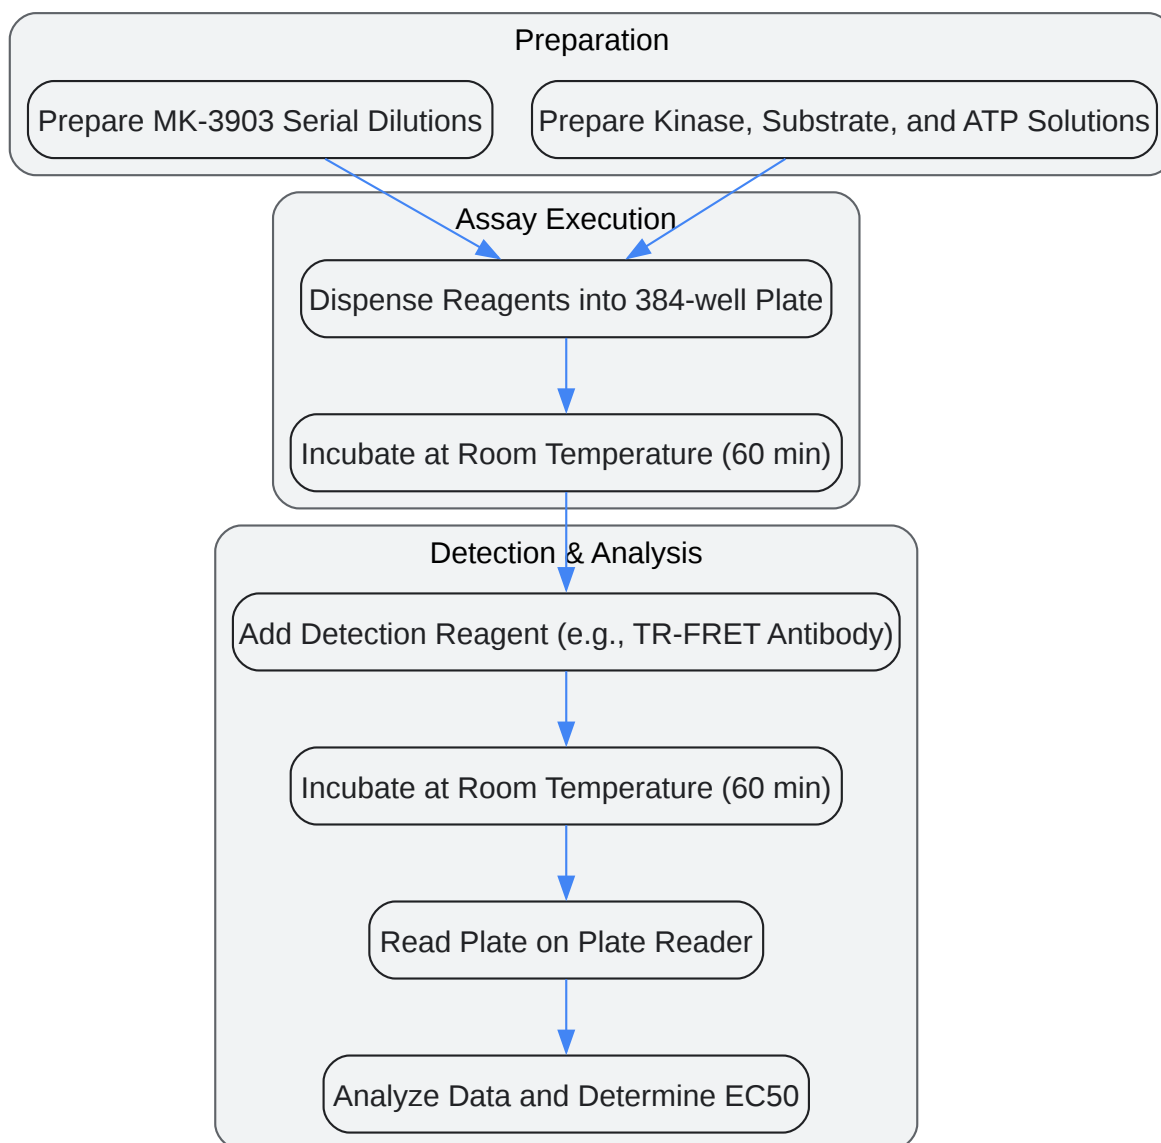 Preparation
Prepare MK-3903 Serial Dilutions
Prepare Kinase, Substrate, and ATP Solutions
Assay Execution
Dispense Reagents into 384-well Plate
Incubate at Room Temperature (60 min)
Detection & Analysis
Add Detection Reagent (e.g., TR-FRET Antibody)
Incubate at Room Temperature (60 min)
Read Plate on Plate Reader
Analyze Data and Determine EC50